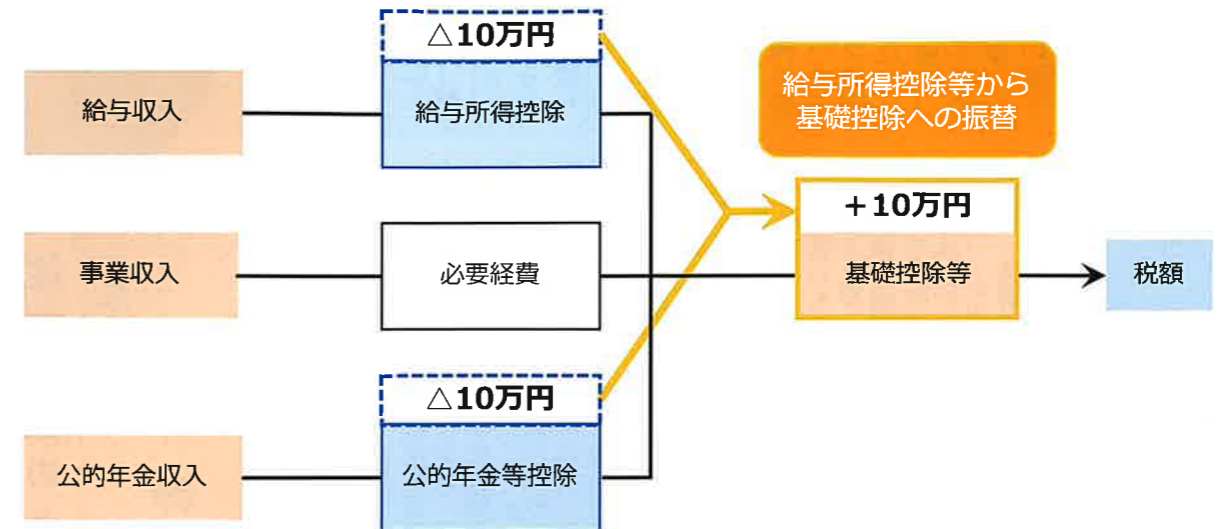 △10万円
給与収入
給与所得控除
給与所得控除等から
基礎控除への振替
+10万円
事業収入
必要経費
基礎控除等
税額
△10万円
公的年金収入
公的年金等控除